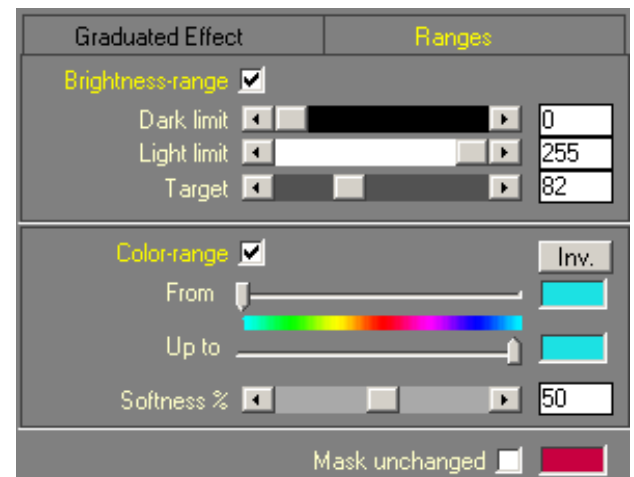 Graduated Effect Ranges
Brightness-range
Dark limit 0
Light limit 255
Target 82
Color-range Inv.
From
Up to
Softness % 50
Mask unchanged